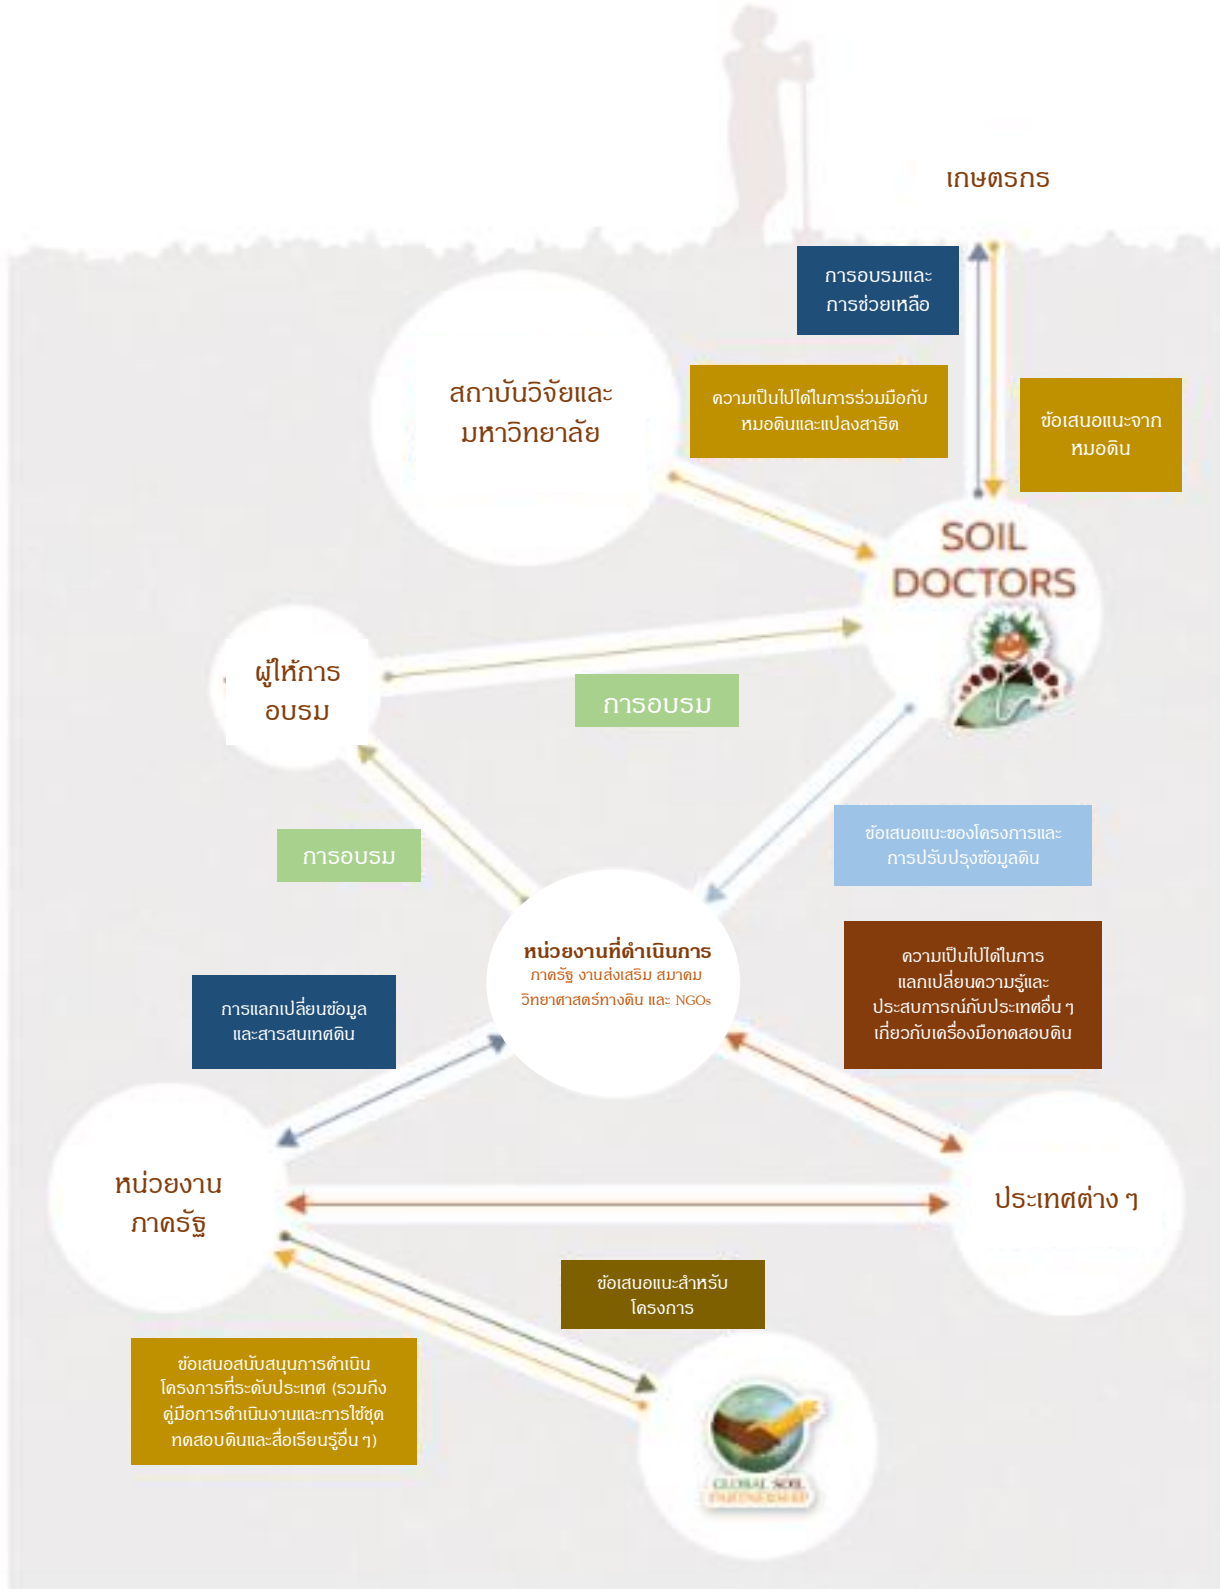 เกษตรกร
การอบรมและ
การช่วยเหลือ
สถาบันวิจัยและ
มหาวิทยาลัย
ความเป็นไปได้ในการร่วมมือกับ
หมอดินและแปลงสาธิต
ข้อเสนอแนะจาก
หมอดิน
SOIL
DOCTORS
ผู้ให้การ
อบรม
การอบรม
การอบรม
ข้อเสนอแนะของโครงการและ
การปรับปรุงข้อมูลดิน
หน่วยงานที่ดำเนินการ
ภาครัฐ งานส่งเสริม สมาคม
วิทยาศาสตร์ทางดิน และ NGOs
ความเป็นไปได้ในการ
แลกเปลี่ยนความรู้และ
ประสบการณ์กับประเทศอื่น ๆ
เกี่ยวกับเครื่องมือทดสอบดิน
การแลกเปลี่ยนข้อมูล
และสารสนเทศดิน
หน่วยงาน
ภาครัฐ
ประเทศต่าง ๆ
ข้อเสนอแนะสำหรับ
โครงการ
ข้อเสนอสนับสนุนการดำเนิน
โครงการที่ระดับประเทศ (รวมถึง
คู่มือการดำเนินงานและการใช้ชุด
ทดสอบดินและสื่อเรียนรู้อื่น ๆ)
GLOBAL SOIL
PARTNERSHIP